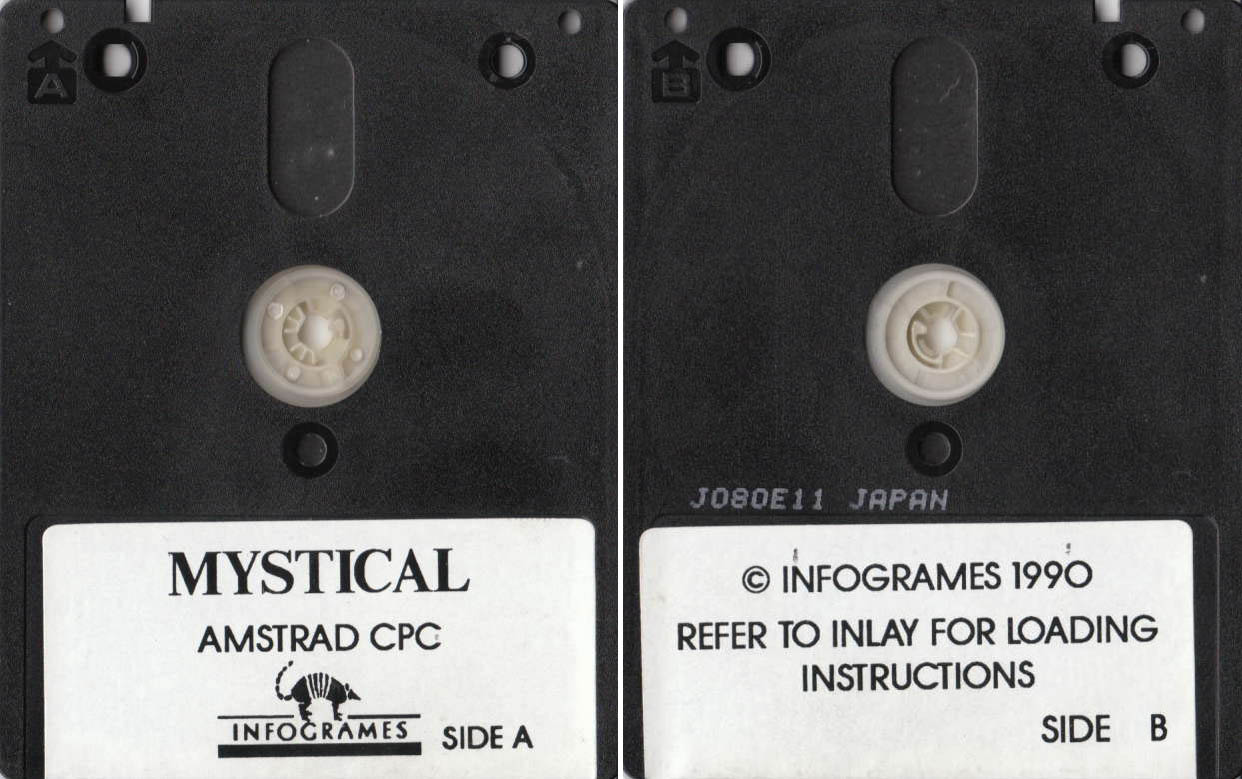 A
MYSTICAL
AMSTRAD CPC
INFOGRAMES
SIDE A
B
J080E11 JAPAN
© INFOGRAMES 1990
REFER TO INLAY FOR LOADING
INSTRUCTIONS
SIDE B